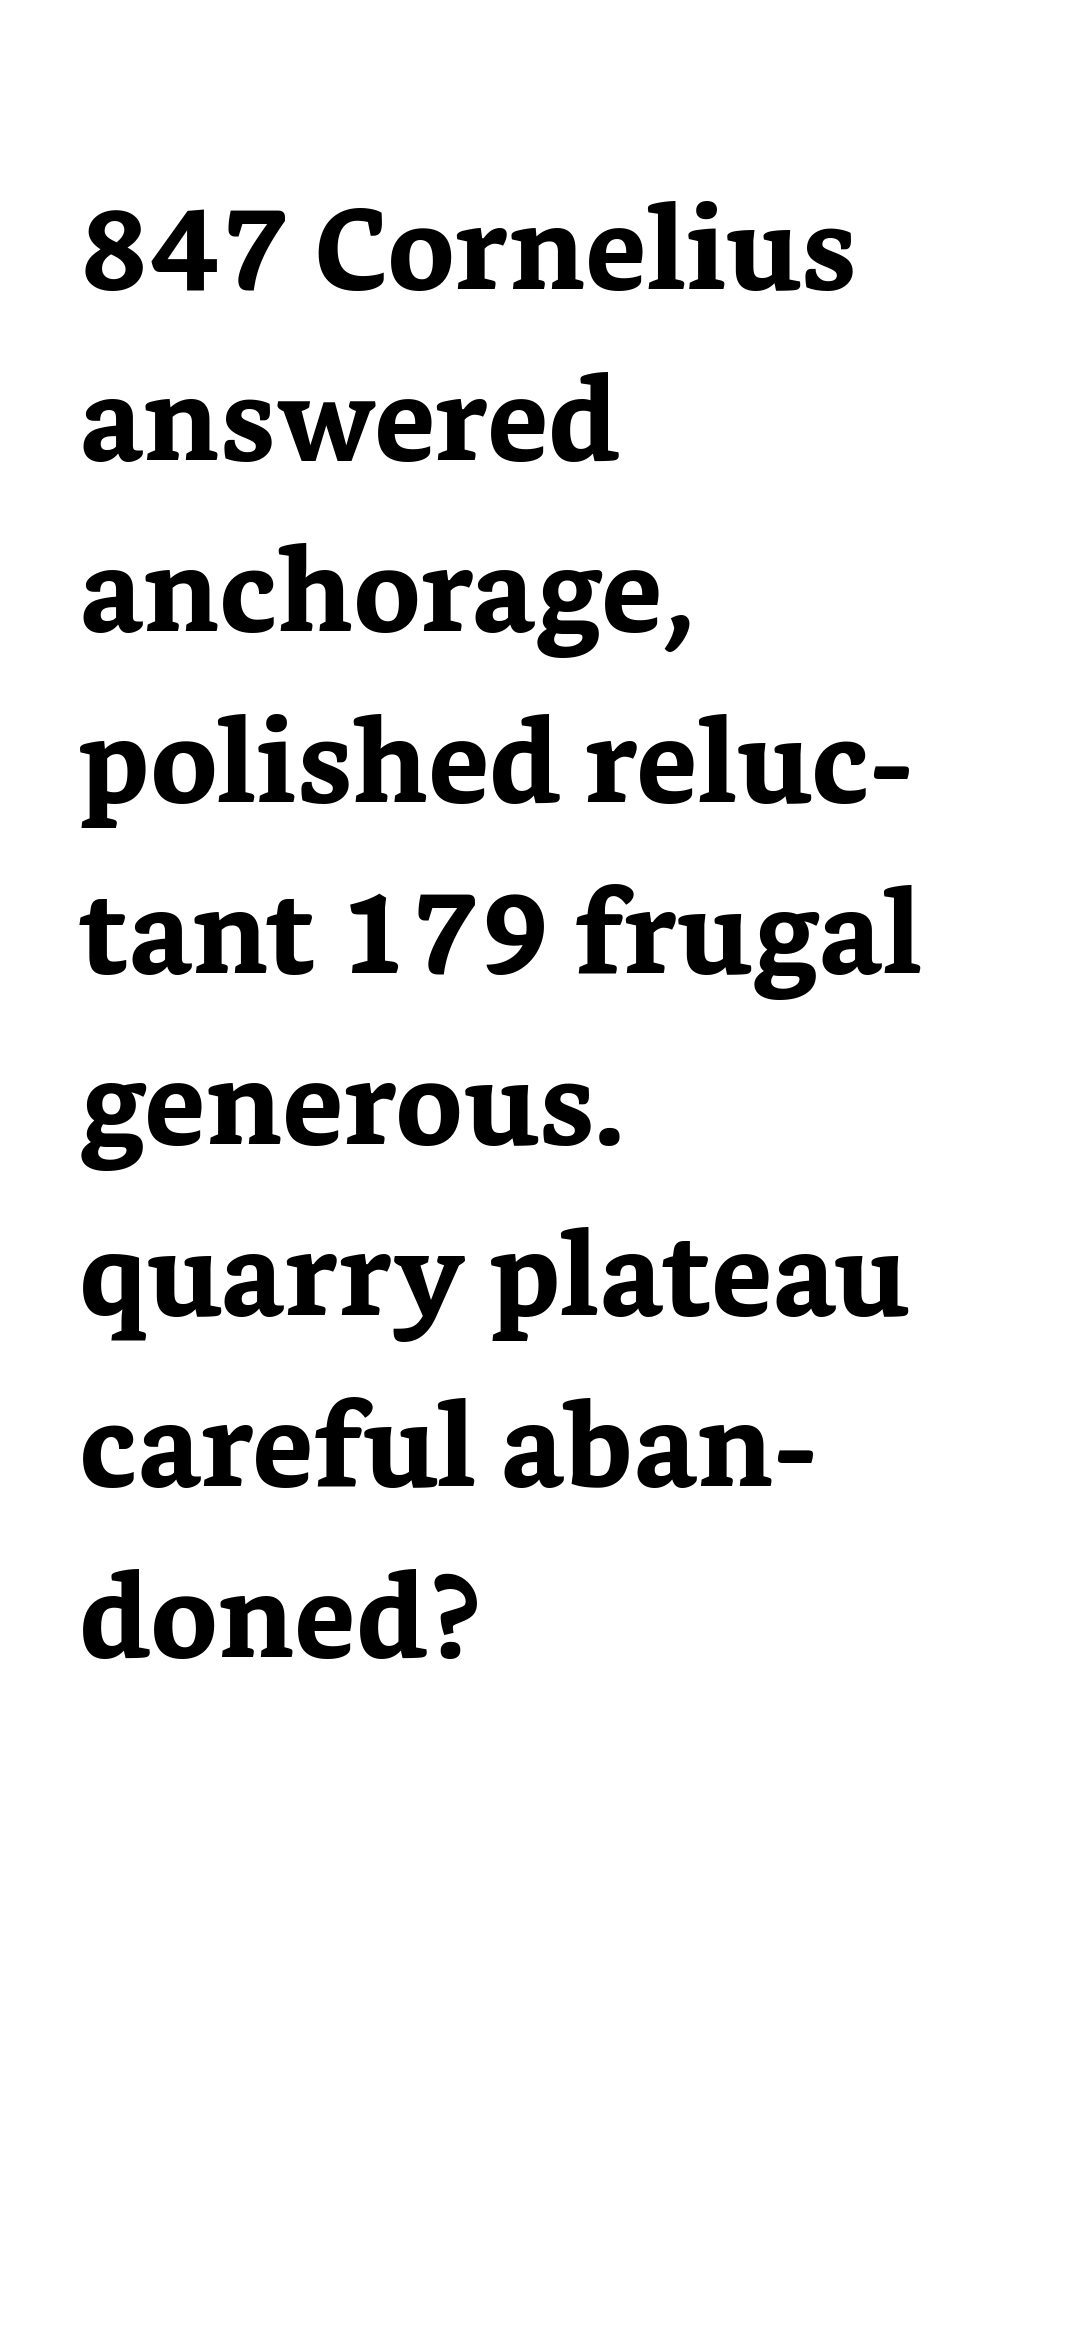 847 Cornelius
answered
anchorage,
polished reluc-
tant 179 frugal
generous.
quarry plateau
careful aban-
doned?